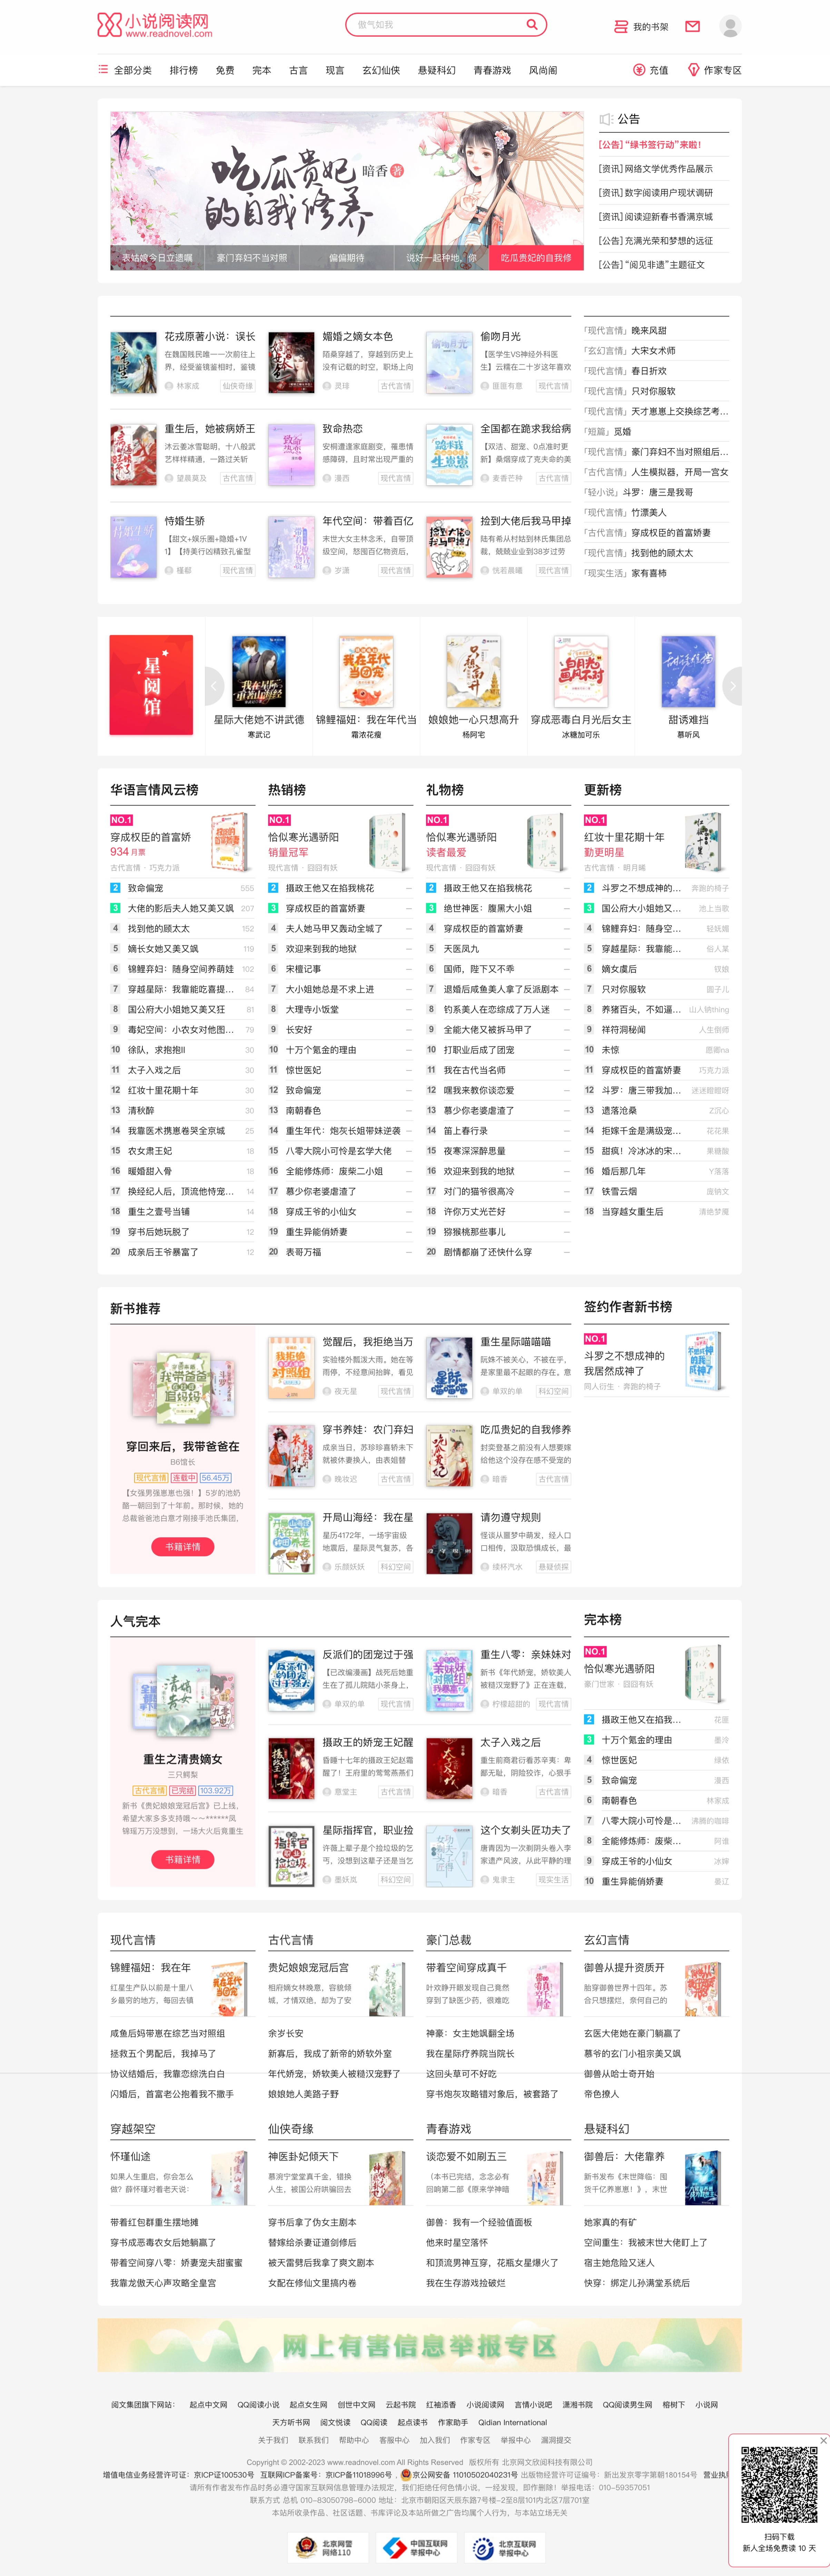 小说阅读网
www.readnovel.com
傲气如我
我的书架
全部分类 排行榜 免费 完本 古言 现言 玄幻仙侠 悬疑科幻 青春游戏 风尚阁
充值 作家专区
吃瓜贵妃的自我修养
暗香 著
表姑娘今日立遗嘱 豪门弃妇不当对照 偏偏期待 说好一起种地，你 吃瓜贵妃的自我修
公告
[公告] “绿书签行动”来啦！
[资讯] 网络文学优秀作品展示
[资讯] 数字阅读用户现状调研
[资讯] 阅读迎新春书香满京城
[公告] 充满光荣和梦想的远征
[公告] “阅见非遗”主题征文
花戎原著小说：误长
在魏国贱民唯一一次前往上
界，经受鉴镜鉴相时，鉴镜
林家成 仙侠奇缘
媚婚之嫡女本色
陌桑穿越了，穿越到历史上
没有记载的时空，职场上向
灵琲 古代言情
偷吻月光
【医学生VS神经外科医
生】云檽在二十岁这年喜欢
匪匪有意 现代言情
重生后，她被病娇王
沐云姜冰雪聪明，十八般武
艺样样精通，一路过关斩
望晨莫及 古代言情
致命热恋
安桐遭逢家庭剧变，罹患情
感障碍，且时常出现严重的
漫西 现代言情
全国都在跪求我给病
【双洁、甜宠、0点准时更
新】桑烟穿成了克夫命的美
麦香芒种 古代言情
恃婚生骄
【甜文+娱乐圈+隐婚+1V
1】【持美行凶精致孔雀型
槿郗 现代言情
年代空间：带着百亿
末世大女主林念禾，自带顶
级空间，怒囤百亿物资后，
岁潇 现代言情
捡到大佬后我马甲掉
陆有希从村姑到林氏集团总
裁，兢兢业业到38岁过劳
恍若晨曦 现代言情
「现代言情」晚来风甜
「玄幻言情」大宋女术师
「现代言情」春日折欢
「现代言情」只对你服软
「现代言情」天才崽崽上交换综艺考...
「短篇」觅婚
「现代言情」豪门弃妇不当对照组后...
「古代言情」人生模拟器，开局一宫女
「轻小说」斗罗：唐三是我哥
「现代言情」竹漂美人
「古代言情」穿成权臣的首富娇妻
「现代言情」找到他的顾太太
「现实生活」家有喜柿
星阅馆
星际大佬她不讲武德
寒武记
锦鲤福妞：我在年代当
霜浓花瘦
娘娘她一心只想高升
杨阿宅
穿成恶毒白月光后女主
冰糖加可乐
甜诱难挡
慕听风
华语言情风云榜
NO.1
穿成权臣的首富娇
934 月票
古代言情 · 巧克力派
2 致命偏宠 555
3 大佬的影后夫人她又美又飒 207
4 找到他的顾太太 152
5 嫡长女她又美又飒 119
6 锦鲤弃妇：随身空间养萌娃 102
7 穿越星际：我靠能吃喜提... 84
8 国公府大小姐她又美又狂 81
9 毒妃空间：小农女对他图... 79
10 徐队，求抱抱II 30
11 太子入戏之后 30
12 红妆十里花期十年 30
13 清秋醉 30
14 我靠医术携崽卷哭全京城 25
15 农女肃王妃 18
16 暖婚甜入骨 18
17 换经纪人后，顶流他恃宠... 14
18 重生之壹号当铺 14
19 穿书后她玩脱了 12
20 成亲后王爷暴富了 12
热销榜
NO.1
恰似寒光遇骄阳
销量冠军
现代言情 · 囧囧有妖
2 摄政王他又在掐我桃花 --
3 穿成权臣的首富娇妻 --
4 夫人她马甲又轰动全城了 --
5 欢迎来到我的地狱 --
6 宋檀记事 --
7 大小姐她总是不求上进 --
8 大理寺小饭堂 --
9 长安好 --
10 十万个氪金的理由 --
11 惊世医妃 --
12 致命偏宠 --
13 南朝春色 --
14 重生年代：炮灰长姐带妹逆袭 --
15 八零大院小可怜是玄学大佬 --
16 全能修炼师：废柴二小姐 --
17 慕少你老婆虐渣了 --
18 穿成王爷的小仙女 --
19 重生异能俏娇妻 --
20 表哥万福 --
礼物榜
NO.1
恰似寒光遇骄阳
读者最爱
现代言情 · 囧囧有妖
2 摄政王他又在掐我桃花 --
3 绝世神医：腹黑大小姐 --
4 穿成权臣的首富娇妻 --
5 天医凤九 --
6 国师，陛下又不乖 --
7 退婚后咸鱼美人拿了反派剧本 --
8 钓系美人在恋综成了万人迷 --
9 全能大佬又被拆马甲了 --
10 打职业后成了团宠 --
11 我在古代当名师 --
12 嘿我来教你谈恋爱 --
13 慕少你老婆虐渣了 --
14 笛上春行录 --
15 夜寒深深醉思量 --
16 欢迎来到我的地狱 --
17 对门的猫爷很高冷 --
18 许你万丈光芒好 --
19 猕猴桃那些事儿 --
20 剧情都崩了还快什么穿 --
更新榜
NO.1
红妆十里花期十年
勤更明星
古代言情 · 明月曦
2 斗罗之不想成神的... 奔跑的椅子
3 国公府大小姐她又... 池上当歌
4 锦鲤弃妇：随身空... 轻妩媚
5 穿越星际：我靠能... 俗人某
6 嫡女虞后 钗娘
7 只对你服软 圆子儿
8 养猪百头，不如逼... 山人钥thing
9 祥符洞秘闻 人生倒师
10 未惊 愿卿na
11 穿成权臣的首富娇妻 巧克力派
12 斗罗：唐三带我加... 迷迷瞪瞪呀
13 遗落沧桑 Z沉心
14 拒嫁千金是满级宠... 花花果
15 甜疯！冷冰冰的宋... 果糖酸
16 婚后那几年 Y落落
17 铁雪云烟 庞钠文
18 当穿越女重生后 清绝梦魇
新书推荐
穿回来后，我带爸爸在
B6馆长
现代言情 连载中 56.45万
【女强男强崽崽也强！】5岁的池奶
酪一朝回到了十年前。那时候，她的
总裁爸爸池白意才刚接手池氏集团，
书籍详情
觉醒后，我拒绝当万
实验楼外瓢泼大雨。她在等
雨停，不经意间抬眸，看见
夜无星 现代言情
重生星际喵喵喵
阮姝不被关心，不被在乎，
是家里最不起眼的存在。意
单双的单 科幻空间
穿书养娃：农门弃妇
成亲当日，苏珍珍喜轿未下
就被休妻换人，由表姐替
晚妆迟 古代言情
吃瓜贵妃的自我修养
封奕登基之前没有人想要嫁
给他这个没存在感不受宠的
暗香 古代言情
开局山海经：我在星
星历4172年，一场宇宙级
地震后，星际灵气复苏，各
乐颜妖妖 科幻空间
请勿遵守规则
怪谈从噩梦中萌发，经人口
口相传，汲取恐惧成长，最
缕杯汽水 悬疑侦探
签约作者新书榜
NO.1
斗罗之不想成神的
我居然成神了
同人衍生 · 奔跑的椅子
人气完本
重生之清贵嫡女
三只鳄梨
古代言情 已完结 103.92万
新书《贵妃娘娘宠冠后宫》已上线，
希望大家多多支持哦～～******凤
锦瑶万万没想到，一场大火后竟重生
书籍详情
反派们的团宠过于强
【已改编漫画】战死后她重
生在了孤儿院陆小茶身上，
单双的单 现代言情
重生八零：亲妹妹对
新书《年代娇宠，娇软美人
被糙汉宠野了》正在连载，
柠檬超甜的 现代言情
摄政王的娇宠王妃醒
昏睡十七年的摄政王赵霜
醒了！王府里的莺莺燕燕们
意堂主 古代言情
太子入戏之后
重生前商君衍看苏辛夷：卑
鄙无耻，阴险狡诈，心狠手
暗香 古代言情
星际指挥官，职业捡
许薇上辈子是个捡垃圾的乞
丐，没想到这辈子还是当乞
墨妖岚 科幻空间
这个女剃头匠功夫了
唐青因为一次剃阴头卷入李
家遗产风波，从此平静的理
鬼隶主 现实生活
完本榜
NO.1
恰似寒光遇骄阳
豪门世家 · 囧囧有妖
2 摄政王他又在掐我... 花噩
3 十万个氪金的理由 墨泠
4 惊世医妃 绿依
5 致命偏宠 漫西
6 南朝春色 林家成
7 八零大院小可怜是... 沸腾的咖啡
8 全能修炼师：废柴... 阿谁
9 穿成王爷的小仙女 冰婵
10 重生异能俏娇妻 蔓辽
现代言情
锦鲤福妞：我在年
红星生产队以前是十里八
乡最穷的地方，每回去镇
咸鱼后妈带崽在综艺当对照组
拯救五个男配后，我掉马了
协议结婚后，我靠恋综洗白白
闪婚后，首富老公抱着我不撒手
古代言情
贵妃娘娘宠冠后宫
相府嫡女林晚意，容貌倾
城，才情双绝，却为了安
余岁长安
新寡后，我成了新帝的娇软外室
年代娇宠，娇软美人被糙汉宠野了
娘娘她人美路子野
豪门总裁
带着空间穿成真千
叶欢睁开眼发现自己竟然
穿到了缺医少药，很难吃
神豪：女主她飒翻全场
我在星际疗养院当院长
这回头草可不好吃
穿书炮灰攻略错对象后，被套路了
玄幻言情
御兽从提升资质开
胎穿御兽世界十四年。苏
合只想摆烂，奈何自己的
玄医大佬她在豪门躺赢了
慕爷的玄门小祖宗美又飒
御兽从哈士奇开始
帝色撩人
穿越架空
怀瑾仙途
如果人生重启，你会怎么
做？薛怀瑾对着老天说：
带着红包群重生摆地摊
穿书成恶毒农女后她躺赢了
带着空间穿八零：娇妻宠夫甜蜜蜜
我靠龙傲天心声攻略全皇宫
仙侠奇缘
神医卦妃倾天下
慕润宁堂堂真千金，错换
人生，被国公府哄骗回去
穿书后拿了伪女主剧本
替嫁给杀妻证道剑修后
被天雷劈后我拿了爽文剧本
女配在修仙文里搞内卷
青春游戏
谈恋爱不如刷五三
（本书已完结，念念必有
回响第二部《原来学神暗
御兽：我有一个经验值面板
他来时星空落怀
和顶流男神互穿，花瓶女星爆火了
我在生存游戏捡破烂
悬疑科幻
御兽后：大佬靠养
新书发布《末世降临：囤
货千亿养崽崽！》，末世
她家真的有矿
空间重生：我被末世大佬盯上了
宿主她危险又迷人
快穿：绑定儿孙满堂系统后
网上有害信息举报专区
阅文集团旗下网站： 起点中文网 QQ阅读小说 起点女生网 创世中文网 云起书院 红袖添香 小说阅读网 言情小说吧 潇湘书院 QQ阅读男生网 榕树下 小说网
天方听书网 阅文悦读 QQ阅读 起点读书 作家助手 Qidian International
关于我们 联系我们 帮助中心 客服中心 加入我们 作家专区 举报中心 漏洞提交
Copyright © 2002-2023 www.readnovel.com All Rights Reserved 版权所有 北京网文欣阅科技有限公司
增值电信业务经营许可证：京ICP证100530号 互联网ICP备案号：京ICP备11018996号 . 京公网安备 11010502040231号 出版物经营许可证编号：新出发京零字第朝180154号 营业执照
请所有作者发布作品时务必遵守国家互联网信息管理办法规定，我们拒绝任何色情小说，一经发现，即作删除！举报电话：010-59357051
联系方式 总机 010-83050798-6000 地址：北京市朝阳区天辰东路7号楼-2至8层101内北区7层701室
本站所收录作品、社区话题、书库评论及本站所做之广告均属个人行为，与本站立场无关
北京网警
网络110
中国互联网
举报中心
北京互联网
举报中心
扫码下载
新人全场免费读 10 天